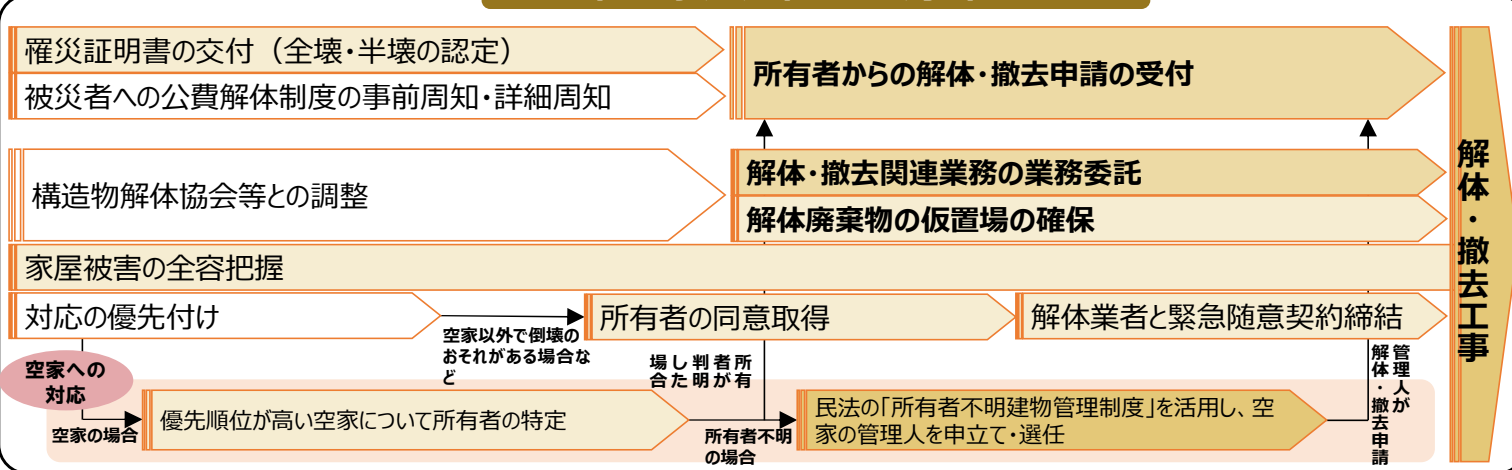 罹災証明書の交付（全壊・半壊の認定）
被災者への公費解体制度の事前周知・詳細周知
所有者からの解体・撤去申請の受付
構造物解体協会等との調整
解体・撤去関連業務の業務委託
解体廃棄物の仮置場の確保
家屋被害の全容把握
対応の優先付け
空家以外で倒壊の
おそれがある場合な
ど
所有者の同意取得
解体業者と緊急随意契約締結
空家への
対応
空家の場合
優先順位が高い空家について所有者の特定
所有
者が
判明
した
場合
所有者不明
の場合
民法の「所有者不明建物管理制度」を活用し、空
家の管理人を申立て・選任
管理人が
解体・撤去申請
解体・撤去工事